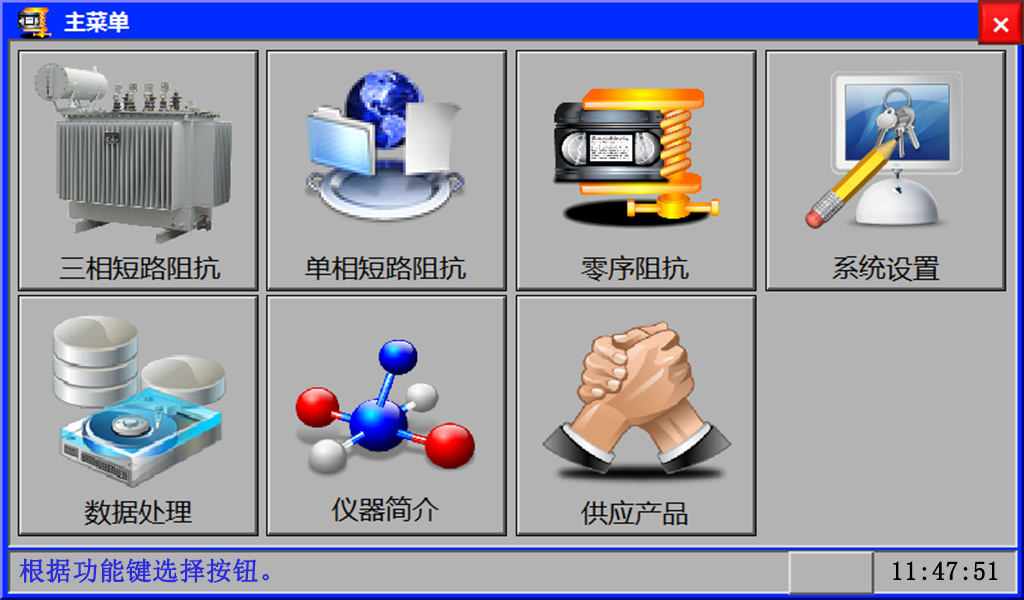 主菜单
三相短路阻抗
单相短路阻抗
零序阻抗
系统设置
数据处理
仪器简介
供应产品
根据功能键选择按钮。
11:47:51